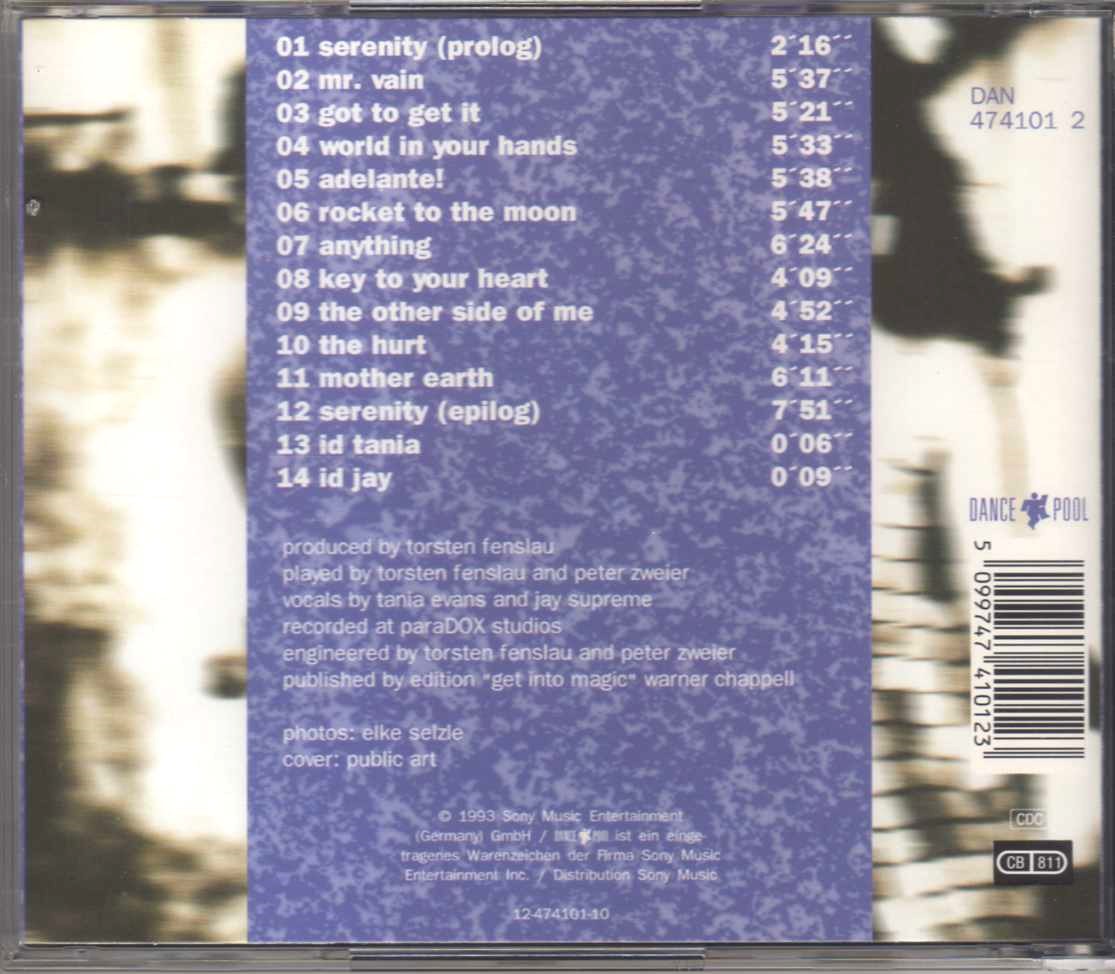 01 serenity (prolog) 2´16´´
02 mr. vain 5´37´´
03 got to get it 5´21´´
04 world in your hands 5´33´´
05 adelante! 5´38´´
06 rocket to the moon 5´47´´
07 anything 6´24´´
08 key to your heart 4´09´´
09 the other side of me 4´52´´
10 the hurt 4´15´´
11 mother earth 6´11´´
12 serenity (epilog) 7´51´´
13 id tania 0´06´´
14 id jay 0´09´´
produced by torsten fenslau
played by torsten fenslau and peter zweier
vocals by tania evans and jay supreme
recorded at paraDOX studios
engineered by torsten fenslau and peter zweier
published by edition "get into magic" warner chappell
photos: elke selzle
cover: public art
© 1993 Sony Music Entertainment
(Germany) GmbH / DANCE POOL ist ein einge-
tragenes Warenzeichen der Firma Sony Music
Entertainment Inc. / Distribution Sony Music
12-474101-10
DAN
474101 2
DANCE POOL
5 099747 410123
CDC
CB 811